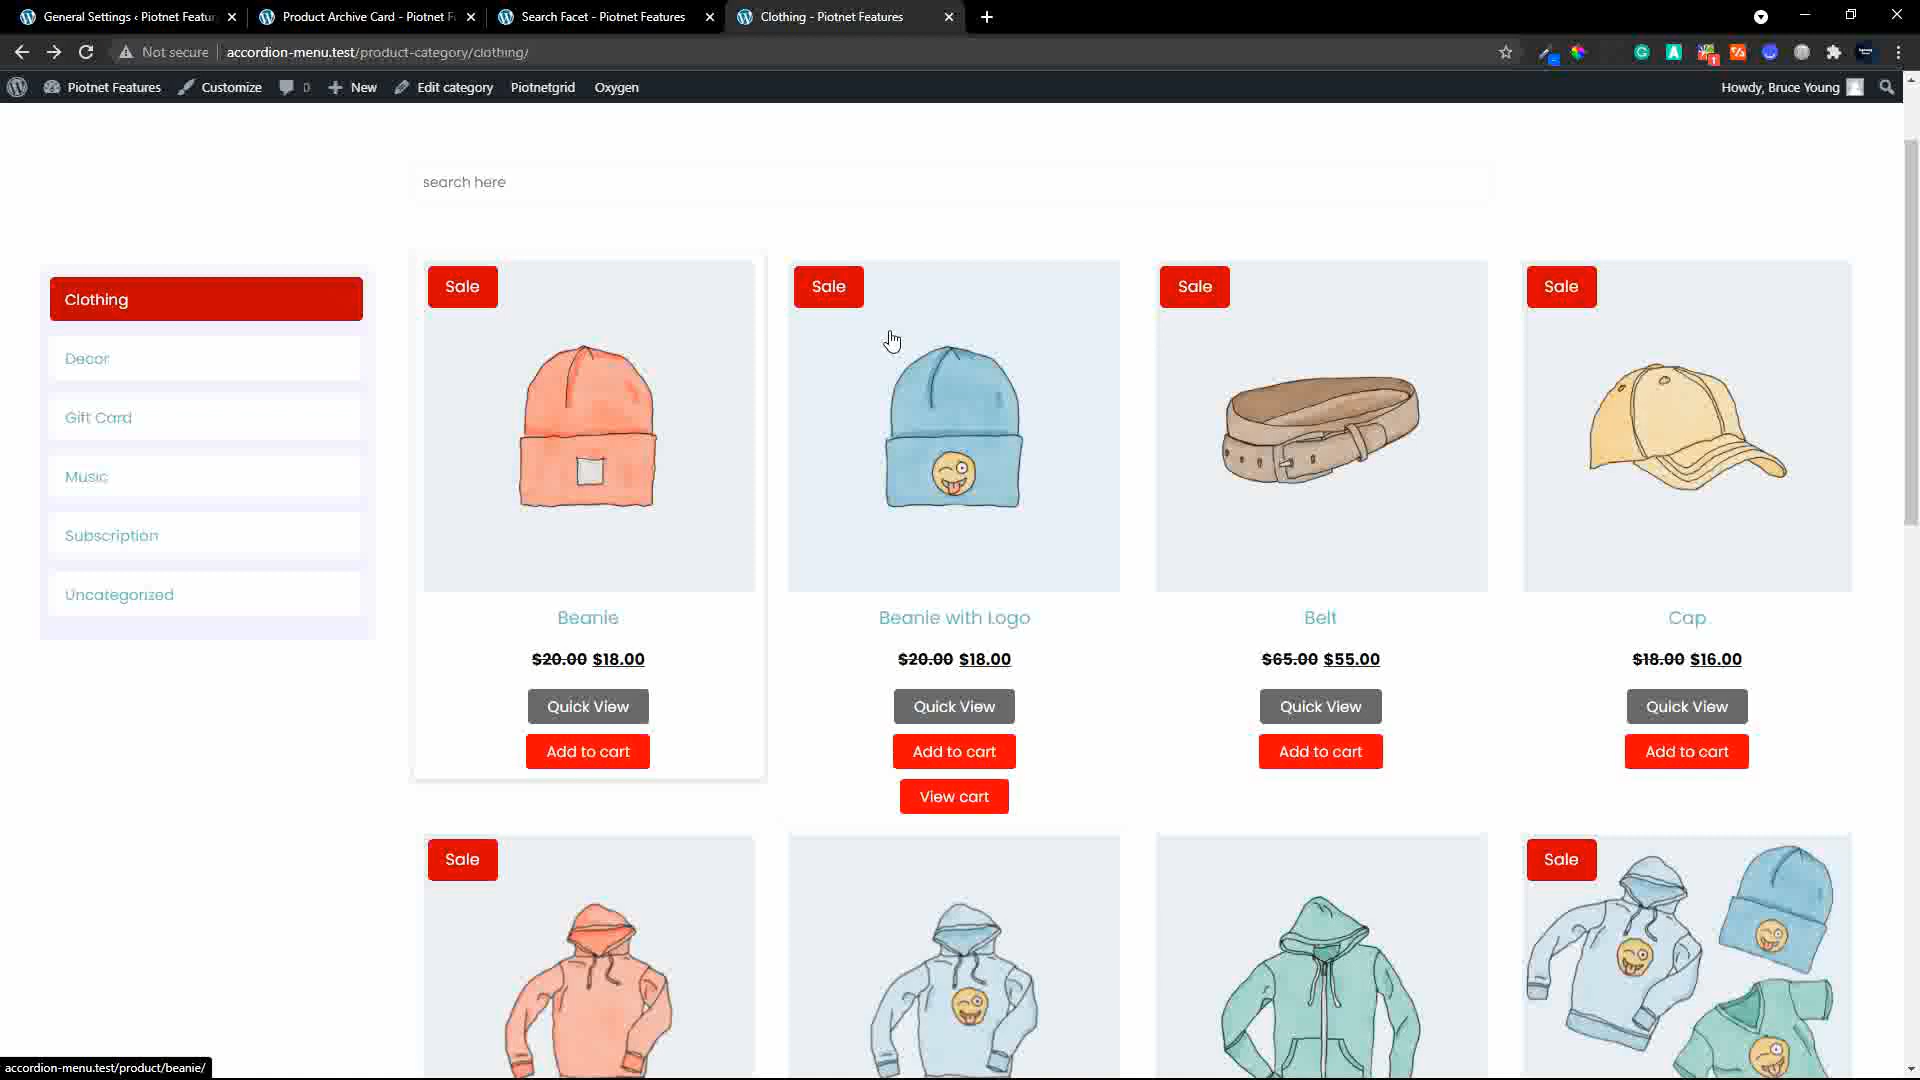 General Settings ‹ Piotnet Featur
Product Archive Card - Piotnet F
Search Facet - Piotnet Features
Clothing - Piotnet Features
Not secure
accordion-menu.test/product-category/clothing/
Piotnet Features
Customize
0
New
Edit category
Piotnetgrid
Oxygen
Howdy, Bruce Young
search here
Clothing
Decor
Gift Card
Music
Subscription
Uncategorized
Sale
Sale
Sale
Sale
Beanie
Beanie with Logo
Belt
Cap
$20.00 $18.00
$20.00 $18.00
$65.00 $55.00
$18.00 $16.00
Quick View
Quick View
Quick View
Quick View
Add to cart
Add to cart
Add to cart
Add to cart
View cart
Sale
Sale
accordion-menu.test/product/beanie/